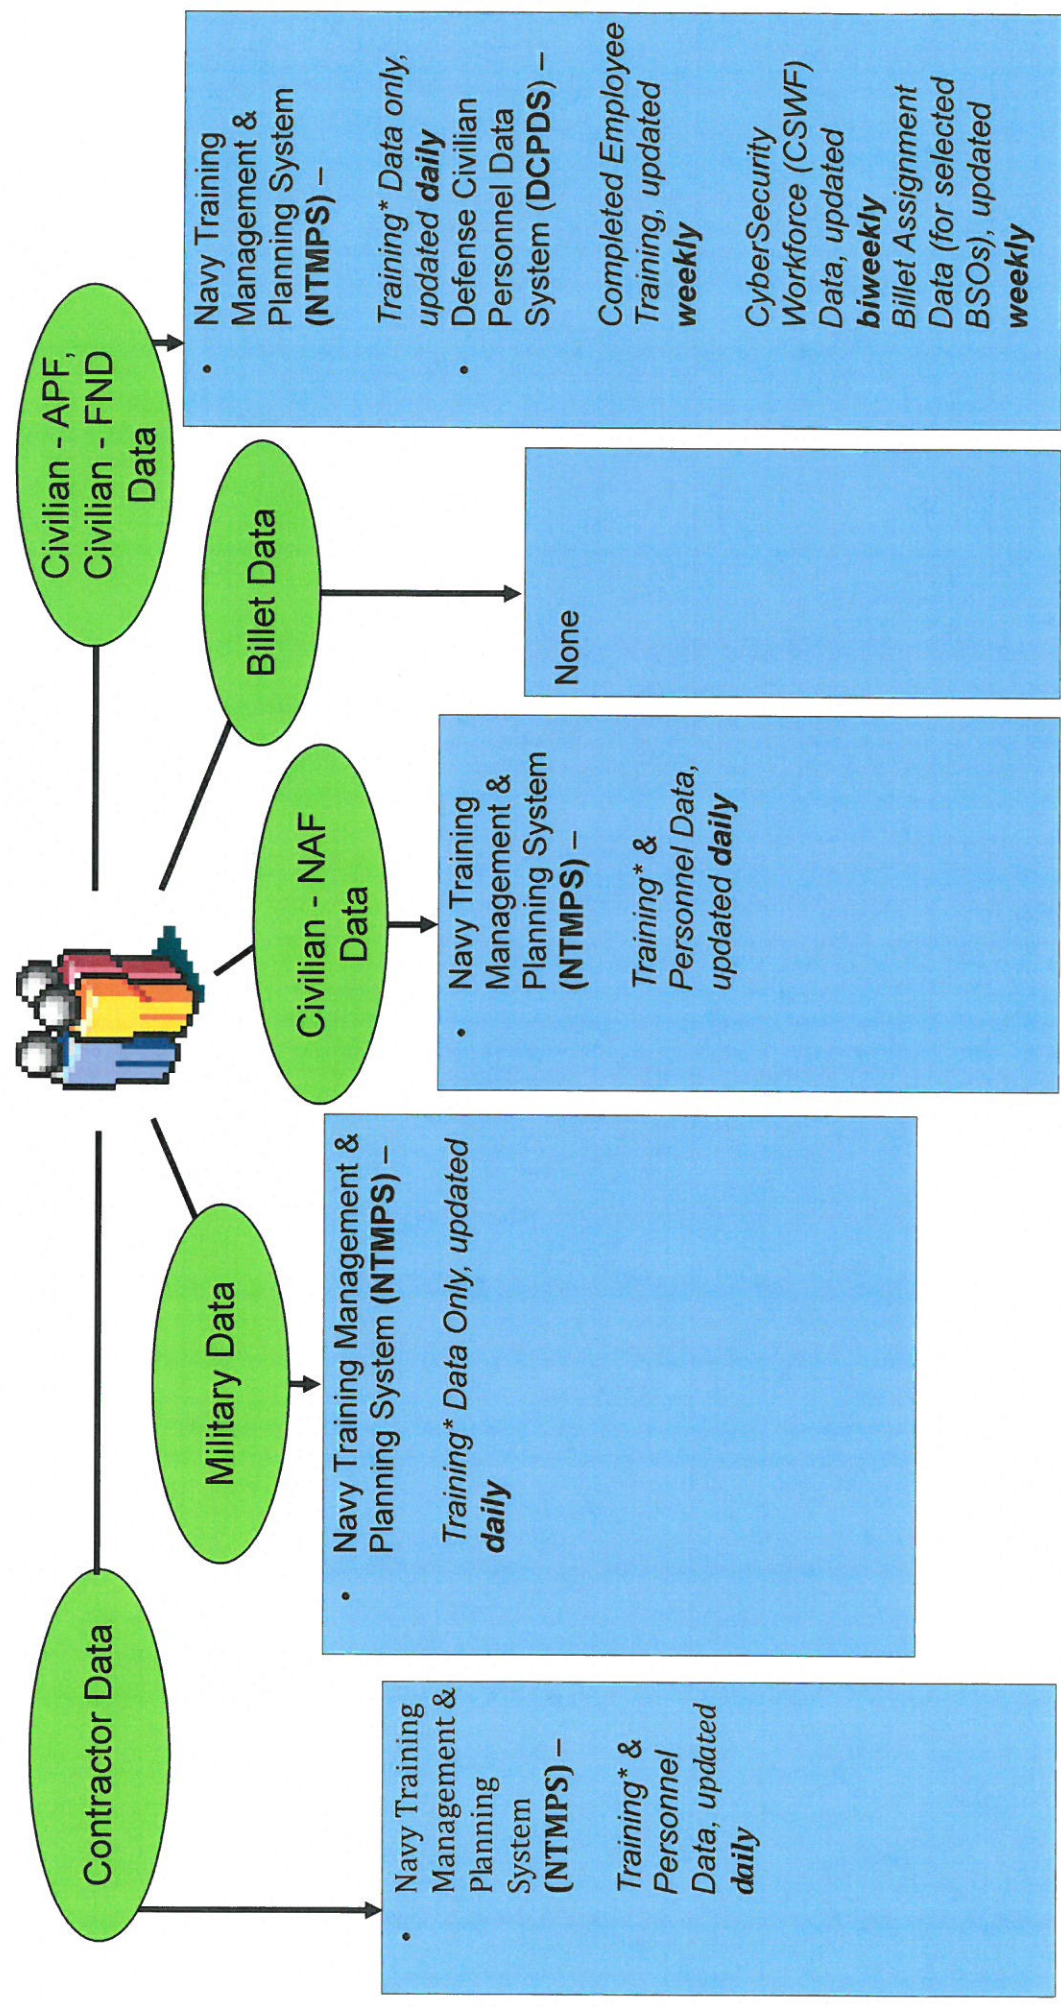 Contractor Data
• Navy Training
Management &
Planning
System
(NTMPS) –
Training* &
Personnel
Data, updated
daily
Military Data
• Navy Training Management &
Planning System (NTMPS) –
Training* Data Only, updated
daily
Civilian - NAF
Data
• Navy Training
Management &
Planning System
(NTMPS) –
Training* &
Personnel Data,
updated daily
Billet Data
None
Civilian - APF,
Civilian - FND
Data
• Navy Training
Management &
Planning System
(NTMPS) –
Training* Data only,
updated daily
• Defense Civilian
Personnel Data
System (DCPDS) –
Completed Employee
Training, updated
weekly
CyberSecurity
Workforce (CSWF)
Data, updated
biweekly
Billet Assignment
Data (for selected
BSOs), updated
weekly